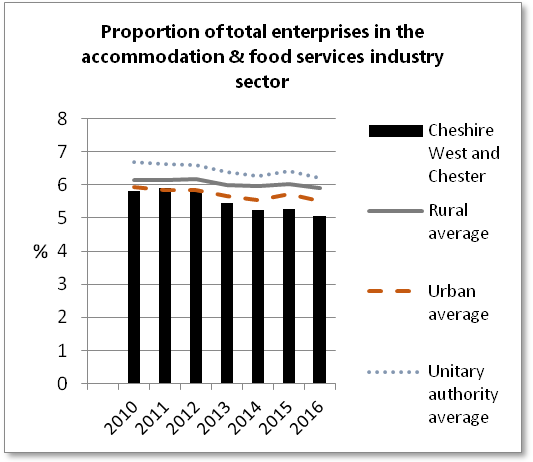 Proportion of total enterprises in the
accommodation & food services industry
sector
8
7
6
5
4
3
2
1
0
%
2010
2011
2012
2013
2014
2015
2016
Cheshire
West and
Chester
Rural
average
Urban
average
Unitary
authority
average